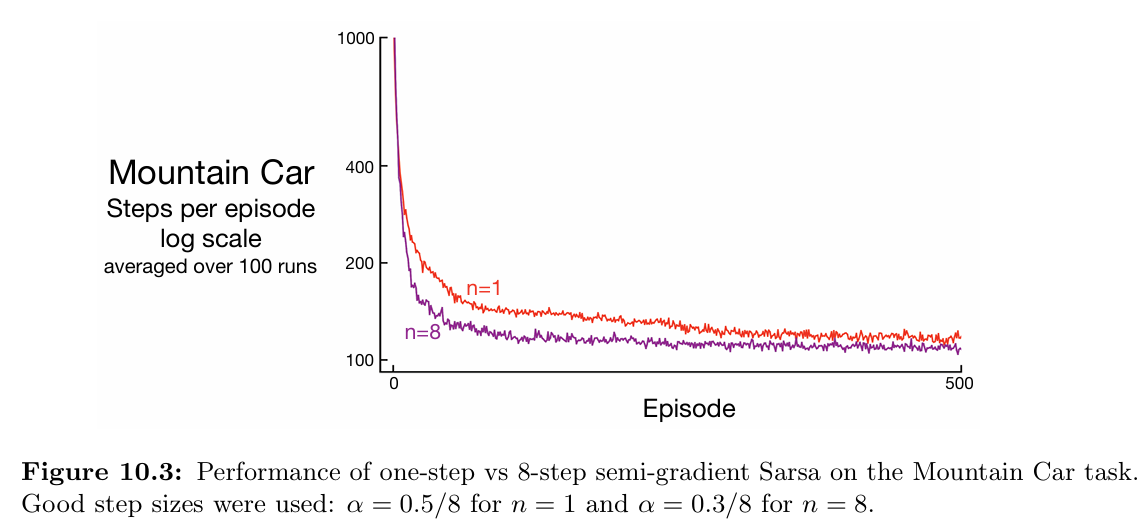 1000
400
200
100
Mountain Car
Steps per episode
log scale
averaged over 100 runs
n=1
n=8
0
500
Episode
Figure 10.3: Performance of one-step vs 8-step semi-gradient Sarsa on the Mountain Car task.
Good step sizes were used: α = 0.5/8 for n = 1 and α = 0.3/8 for n = 8.